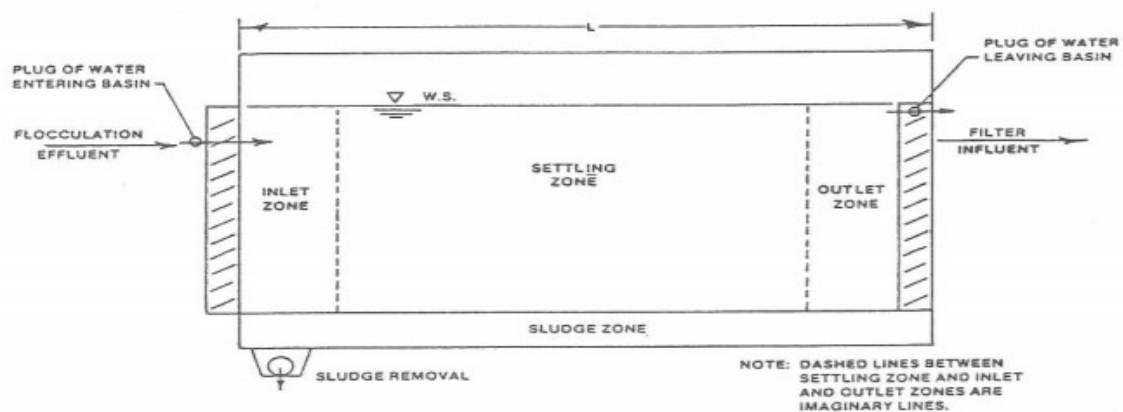 L
PLUG OF WATER
ENTERING BASIN
PLUG OF WATER
LEAVING BASIN
W.S.
FLOCCULATION
EFFLUENT
FILTER
INFLUENT
SETTLING
ZONE
INLET
ZONE
OUTLET
ZONE
SLUDGE ZONE
SLUDGE REMOVAL
NOTE: DASHED LINES BETWEEN
SETTLING ZONE AND INLET
AND OUTLET ZONES ARE
IMAGINARY LINES.